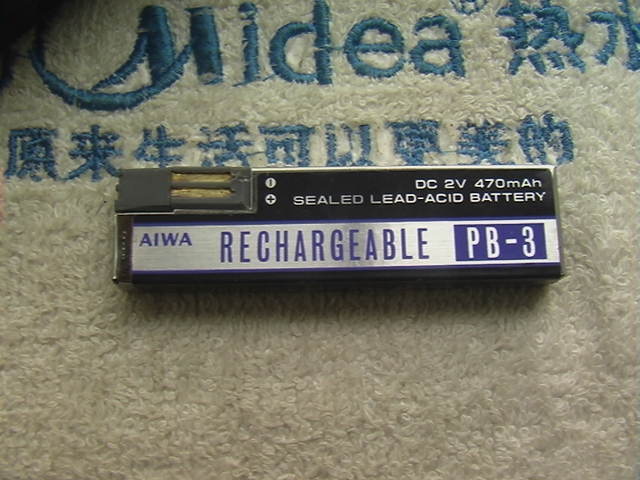 Midea 热水
原来生活可以更美的
DC 2V 470mAh
SEALED LEAD-ACID BATTERY
AIWA RECHARGEABLE PB-3